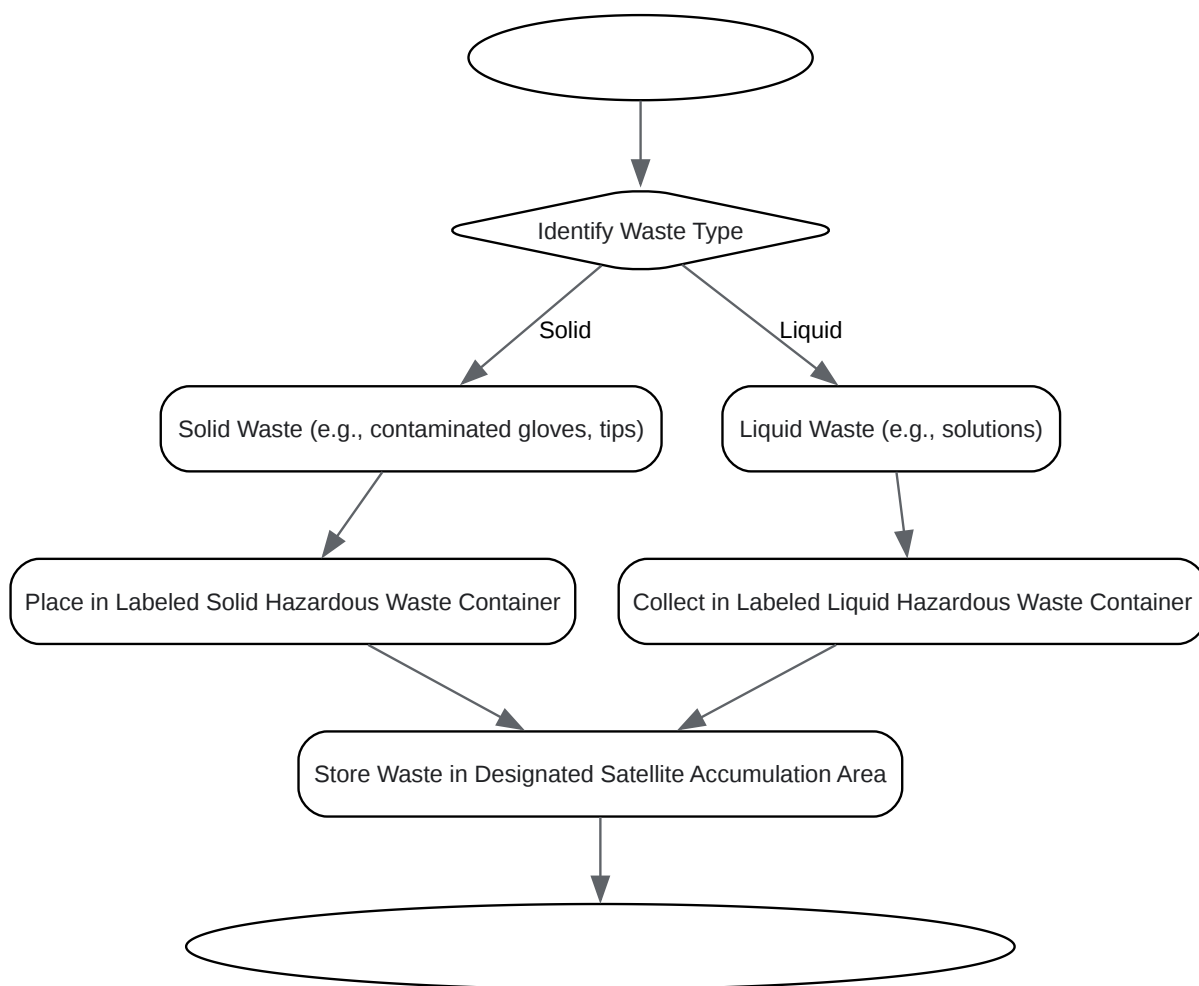 Identify Waste Type
Solid
Liquid
Solid Waste (e.g., contaminated gloves, tips)
Liquid Waste (e.g., solutions)
Place in Labeled Solid Hazardous Waste Container
Collect in Labeled Liquid Hazardous Waste Container
Store Waste in Designated Satellite Accumulation Area